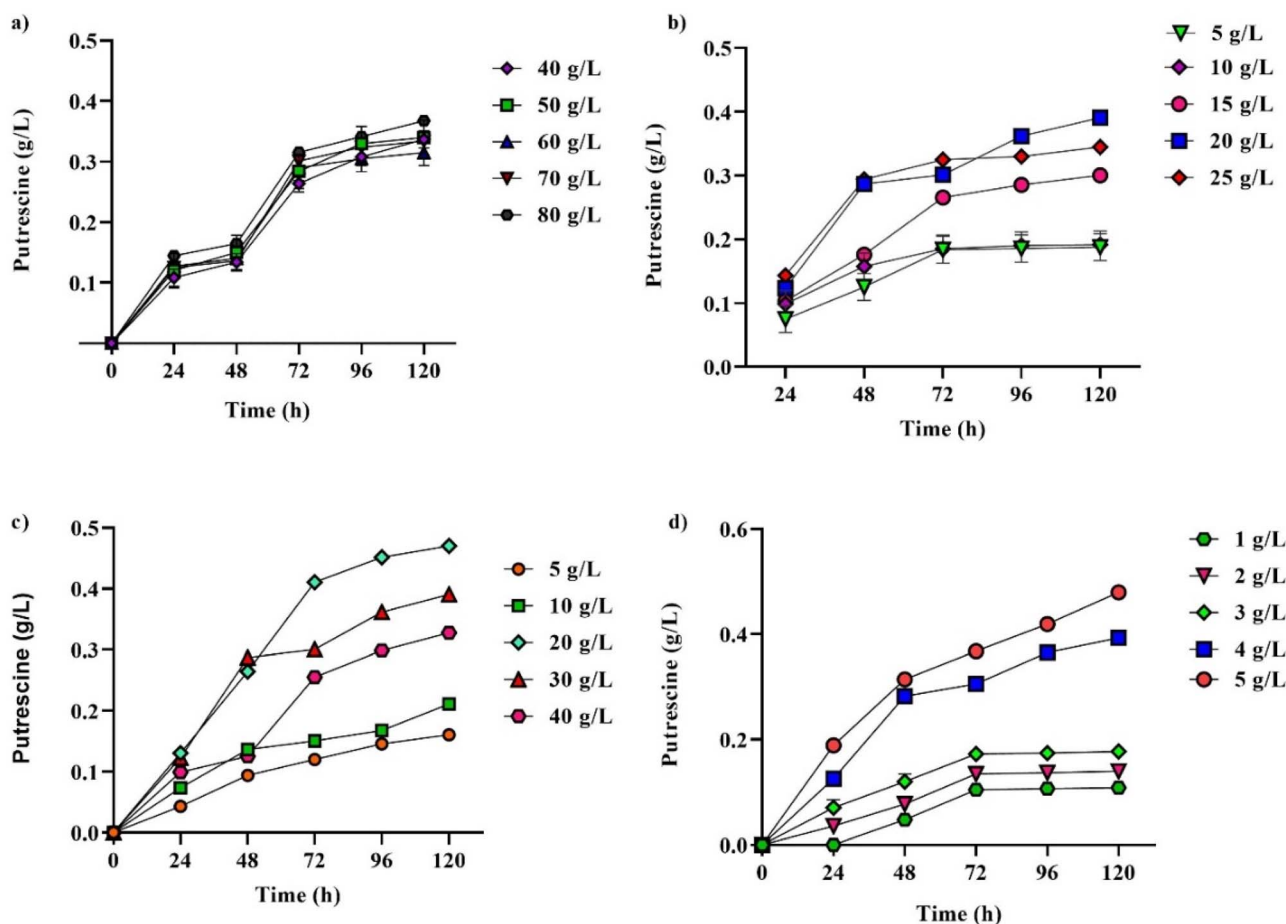 a)
0.5
0.4
0.3
0.2
0.1
Putrescine (g/L)
0 24 48 72 96 120
Time (h)
40 g/L
50 g/L
60 g/L
70 g/L
80 g/L
b)
0.5
0.4
0.3
0.2
0.1
0.0
Putrescine (g/L)
24 48 72 96 120
Time (h)
5 g/L
10 g/L
15 g/L
20 g/L
25 g/L
c)
0.5
0.4
0.3
0.2
0.1
0.0
Putrescine (g/L)
0 24 48 72 96 120
Time (h)
5 g/L
10 g/L
20 g/L
30 g/L
40 g/L
d)
0.6
0.4
0.2
0.0
Putrescine (g/L)
0 24 48 72 96 120
Time (h)
1 g/L
2 g/L
3 g/L
4 g/L
5 g/L